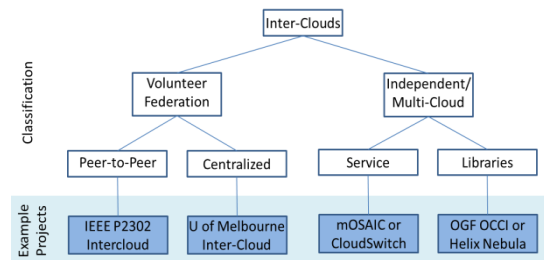 Inter-Clouds
Classification
Volunteer
Federation
Independent/
Multi-Cloud
Peer-to-Peer
Centralized
Service
Libraries
Example
Projects
IEEE P2302
Intercloud
U of Melbourne
Inter-Cloud
mOSAIC or
CloudSwitch
OGF OCCI or
Helix Nebula